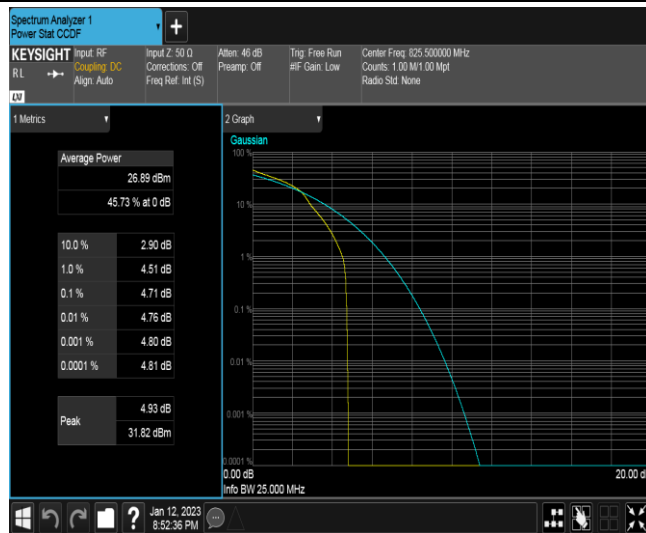 Spectrum Analyzer 1
Power Stat CCDF
+
KEYSIGHT
RL
Input: RF
Coupling: DC
Align: Auto
Input Z: 50 Ω
Corrections: Off
Freq Ref: Int (S)
Atten: 46 dB
Preamp: Off
Trig: Free Run
#IF Gain: Low
Center Freq: 825.500000 MHz
Counts: 1.00 M/1.00 Mpt
Radio Std: None
1 Metrics
Average Power
26.89 dBm
45.73 % at 0 dB
10.0 % 2.90 dB
1.0 % 4.51 dB
0.1 % 4.71 dB
0.01 % 4.76 dB
0.001 % 4.80 dB
0.0001 % 4.81 dB
Peak
4.93 dB
31.82 dBm
2 Graph
Gaussian
100 %
10 %
1 %
0.1 %
0.01 %
0.001 %
0.0001 %
0.00 dB
20.00 d
Info BW 25.000 MHz
?
Jan 12, 2023
8:52:36 PM